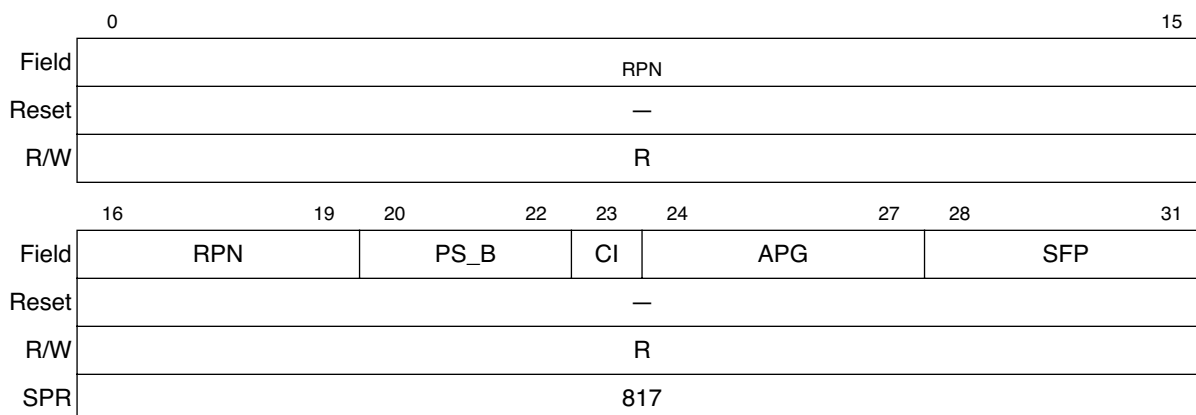 0 15
Field RPN
Reset —
R/W R
16 19 20 22 23 24 27 28 31
Field RPN PS_B CI APG SFP
Reset —
R/W R
SPR 817